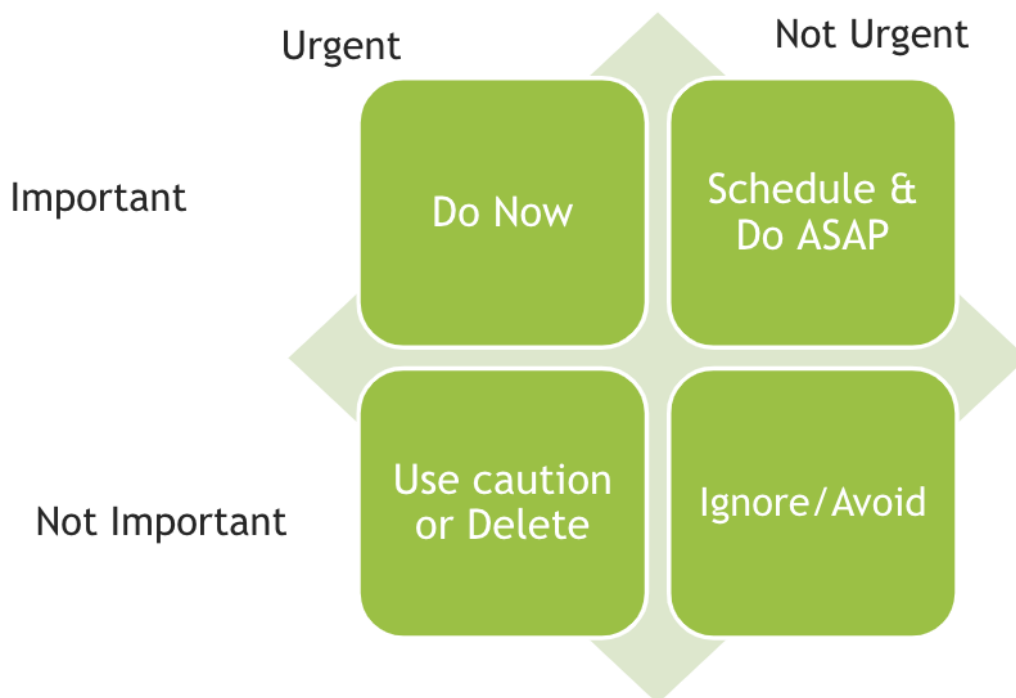 Urgent
Not Urgent
Important
Do Now
Schedule &
Do ASAP
Not Important
Use caution
or Delete
Ignore/Avoid